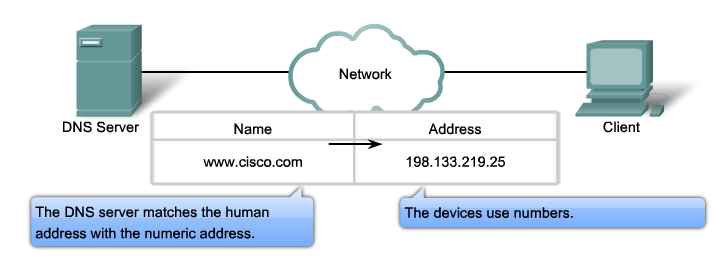 Network
DNS Server
Client
Name
Address
www.cisco.com
198.133.219.25
The DNS server matches the human
address with the numeric address.
The devices use numbers.